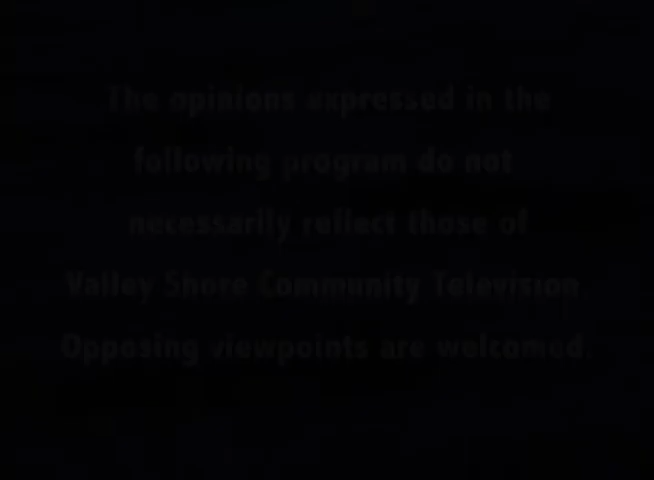 The opinions expressed in the
following program do not
necessarily reflect those of
Valley Shore Community Television.
Opposing viewpoints are welcomed.